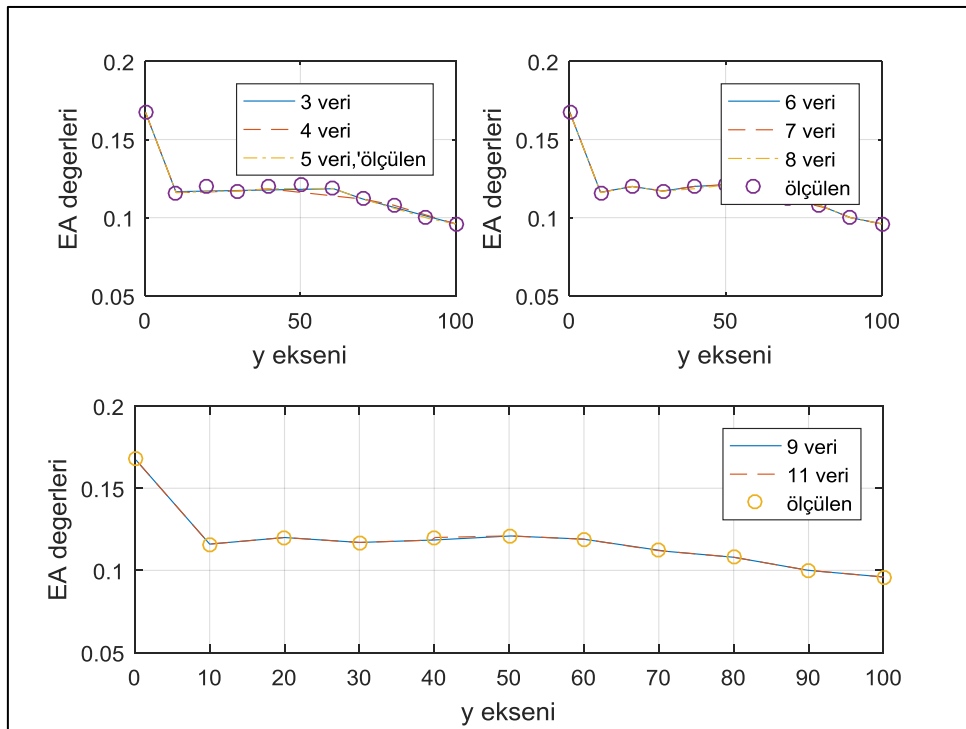 0.2
0.15
0.1
0.05
EA degerleri
3 veri
4 veri
5 veri,'ölçülen
0 50 100
y ekseni
0.2
0.15
0.1
0.05
EA degerleri
6 veri
7 veri
8 veri
ölçülen
0 50 100
y ekseni
0.2
0.15
0.1
0.05
EA degerleri
9 veri
11 veri
ölçülen
0 10 20 30 40 50 60 70 80 90 100
y ekseni